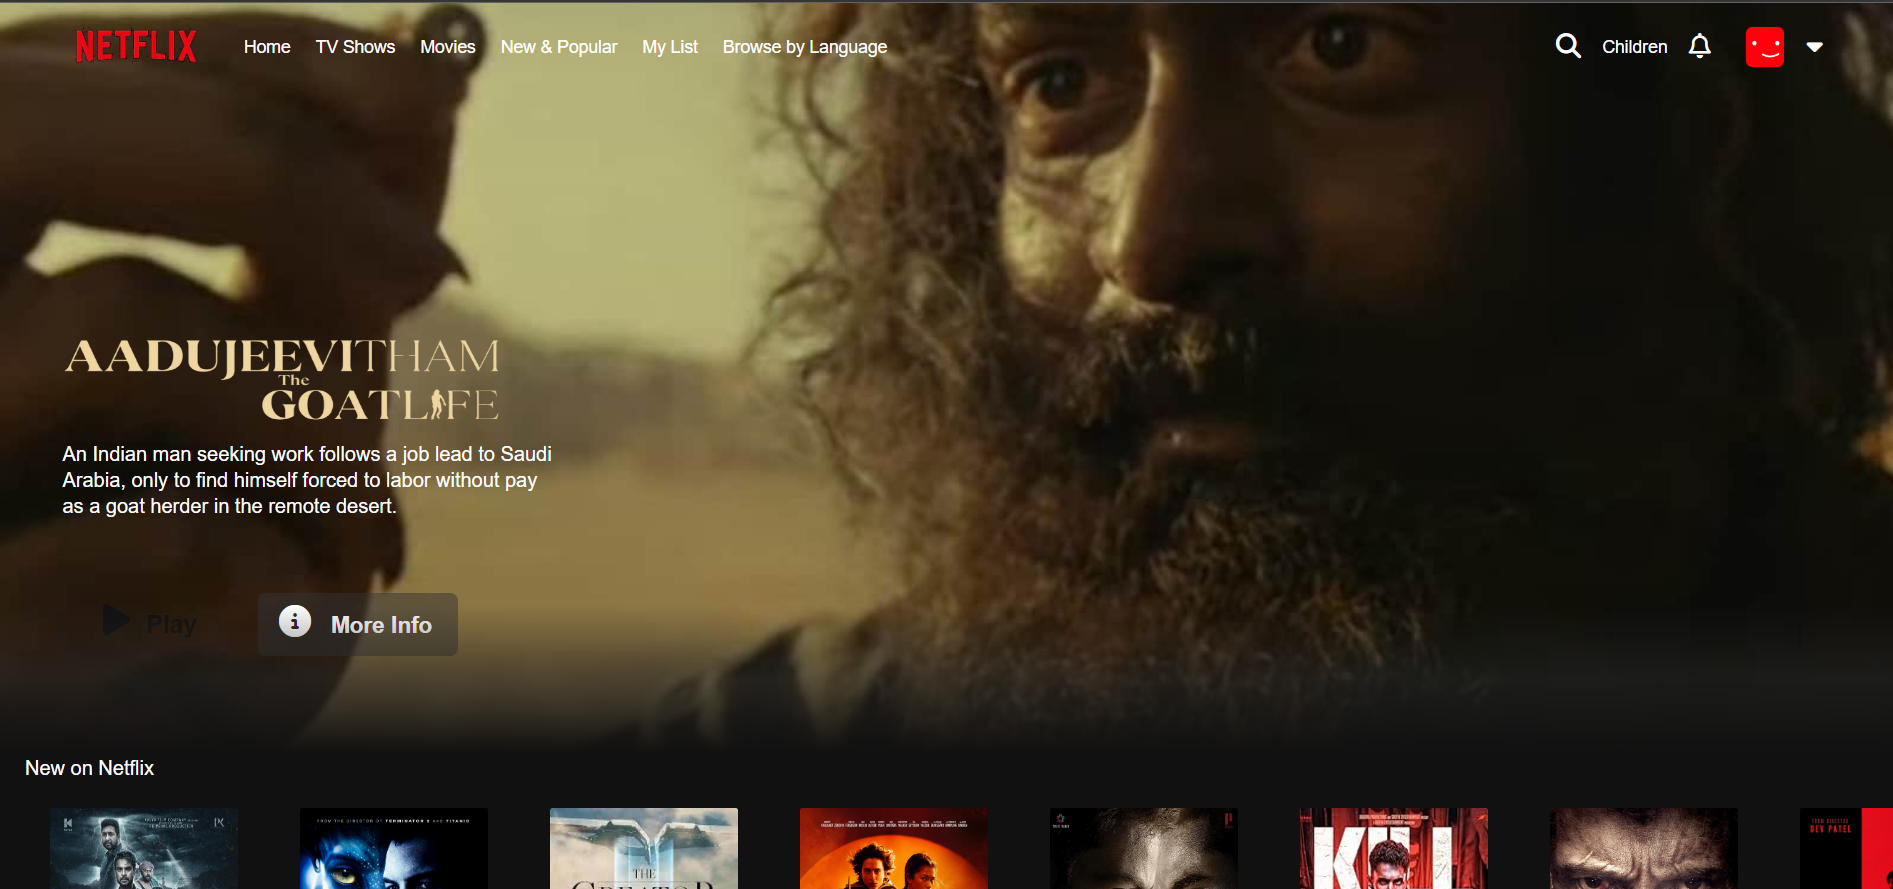 NETFLIX
Home
TV Shows
Movies
New & Popular
My List
Browse by Language
Children
AADUJEEVITHAM
The
GOATLIFE
An Indian man seeking work follows a job lead to Saudi
Arabia, only to find himself forced to labor without pay
as a goat herder in the remote desert.
Play
More Info
New on Netflix
FROM THE DIRECTOR OF TERMINATOR 2 AND TITANIC
THE
CREATOR
KILL
FROM DIRECTOR
DEV PATEL